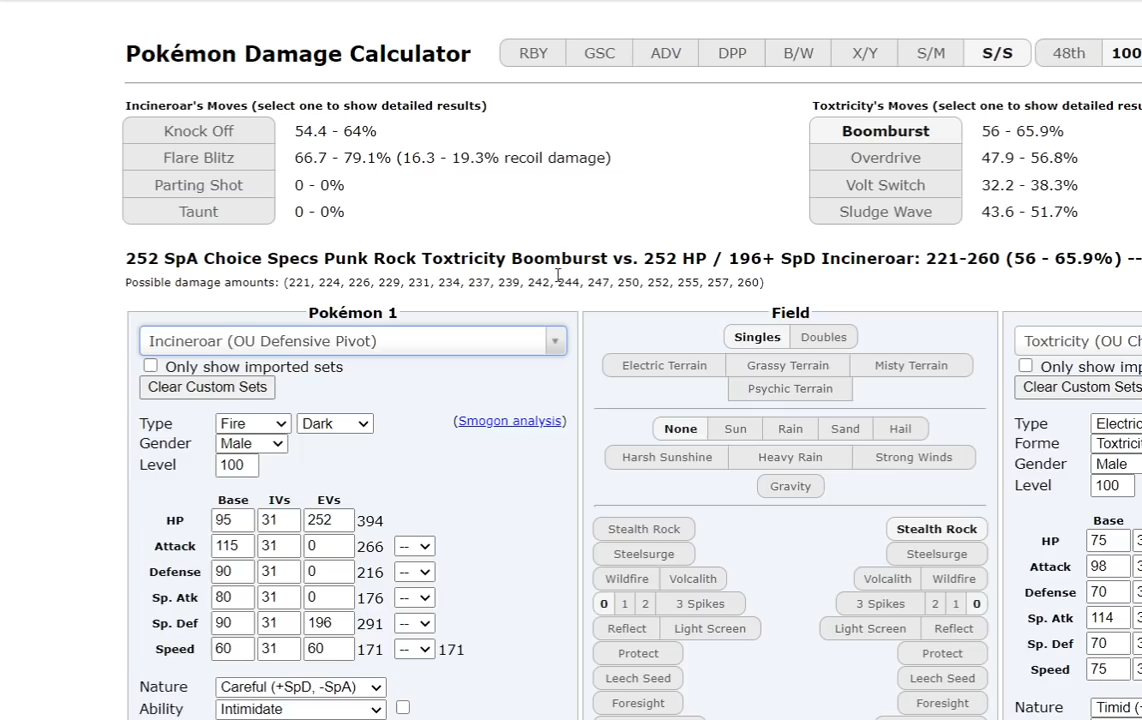 Pokémon Damage Calculator RBY GSC ADV DPP B/W X/Y S/M S/S 48th 100
Incineroar's Moves (select one to show detailed results) Toxtricity's Moves (select one to show detailed resu
Knock Off 54.4 - 64% Boomburst 56 - 65.9%
Flare Blitz 66.7 - 79.1% (16.3 - 19.3% recoil damage) Overdrive 47.9 - 56.8%
Parting Shot 0 - 0% Volt Switch 32.2 - 38.3%
Taunt 0 - 0% Sludge Wave 43.6 - 51.7%
252 SpA Choice Specs Punk Rock Toxtricity Boomburst vs. 252 HP / 196+ SpD Incineroar: 221-260 (56 - 65.9%) --
Possible damage amounts: (221, 224, 226, 229, 231, 234, 237, 239, 242, 244, 247, 250, 252, 255, 257, 260)
Pokémon 1
Incineroar (OU Defensive Pivot)
Only show imported sets
Clear Custom Sets
Type Fire Dark (Smogon analysis)
Gender Male
Level 100
Base IVs EVs
HP 95 31 252 394
Attack 115 31 0 266 --
Defense 90 31 0 216 --
Sp. Atk 80 31 0 176 --
Sp. Def 90 31 196 291 --
Speed 60 31 60 171 -- 171
Nature Careful (+SpD, -SpA)
Ability Intimidate
Field
Singles Doubles
Electric Terrain Grassy Terrain Misty Terrain
Psychic Terrain
None Sun Rain Sand Hail
Harsh Sunshine Heavy Rain Strong Winds
Gravity
Stealth Rock Stealth Rock
Steelsurge Steelsurge
Wildfire Volcalith Volcalith Wildfire
0 1 2 3 Spikes 3 Spikes 2 1 0
Reflect Light Screen Light Screen Reflect
Protect Protect
Leech Seed Leech Seed
Foresight Foresight
Toxtricity (OU Ch
Only show imp
Clear Custom Sets
Type Electric
Forme Toxtricit
Gender Male
Level 100
Base
HP 75 3
Attack 98 3
Defense 70 3
Sp. Atk 114 3
Sp. Def 70 3
Speed 75 3
Nature Timid (+